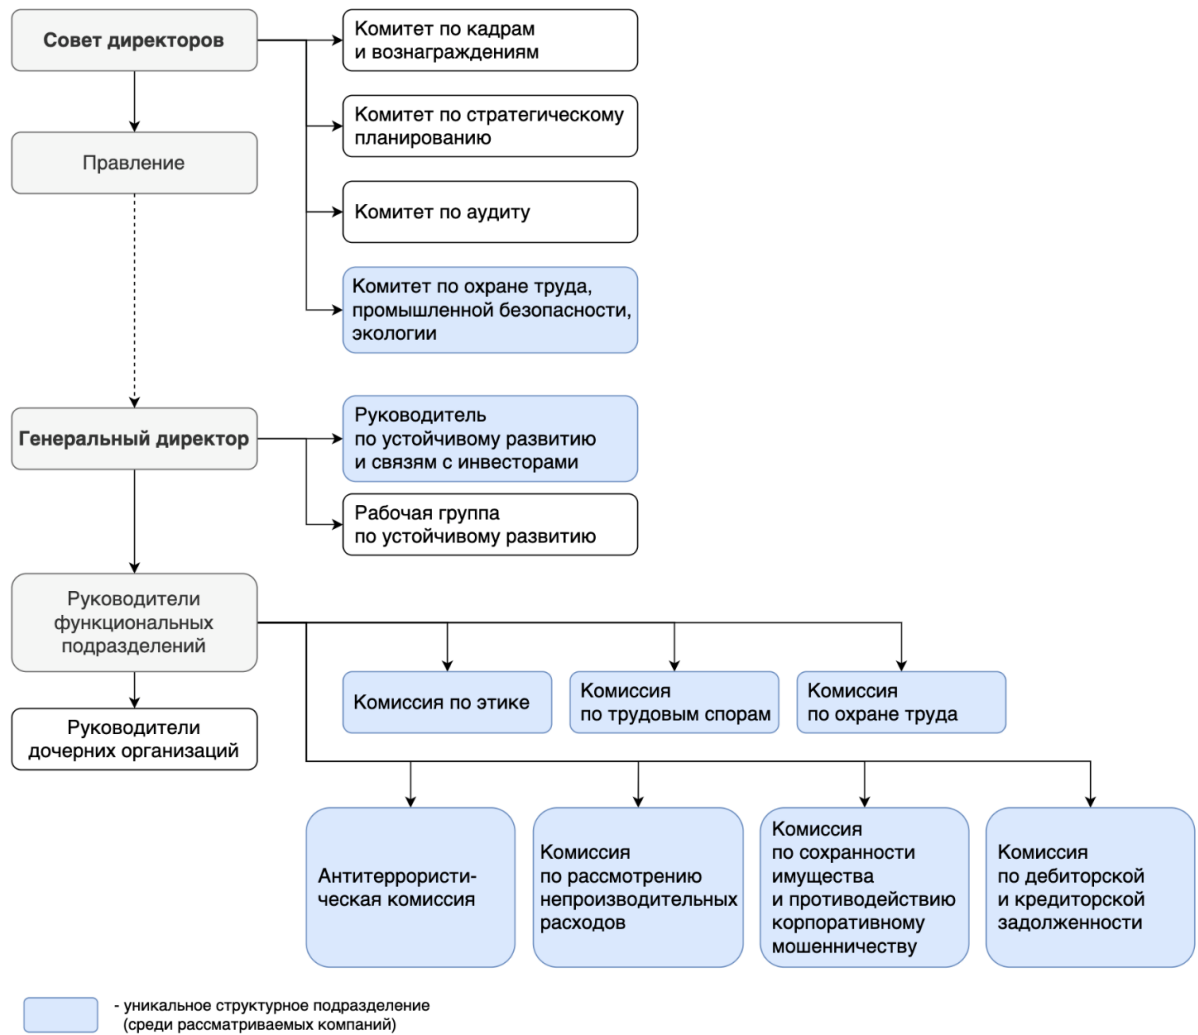 Совет директоров
Комитет по кадрам
и вознаграждениям
Комитет по стратегическому
планированию
Правление
Комитет по аудиту
Комитет по охране труда,
промышленной безопасности,
экологии
Генеральный директор
Руководитель
по устойчивому развитию
и связям с инвесторами
Рабочая группа
по устойчивому развитию
Руководители
функциональных
подразделений
Комиссия по этике
Комиссия
по трудовым спорам
Комиссия
по охране труда
Руководители
дочерних организаций
Антитеррористи-
ческая комиссия
Комиссия
по рассмотрению
непроизводительных
расходов
Комиссия
по сохранности
имущества
и противодействию
корпоративному
мошенничеству
Комиссия
по дебиторской
и кредиторской
задолженности
- уникальное структурное подразделение
(среди рассматриваемых компаний)